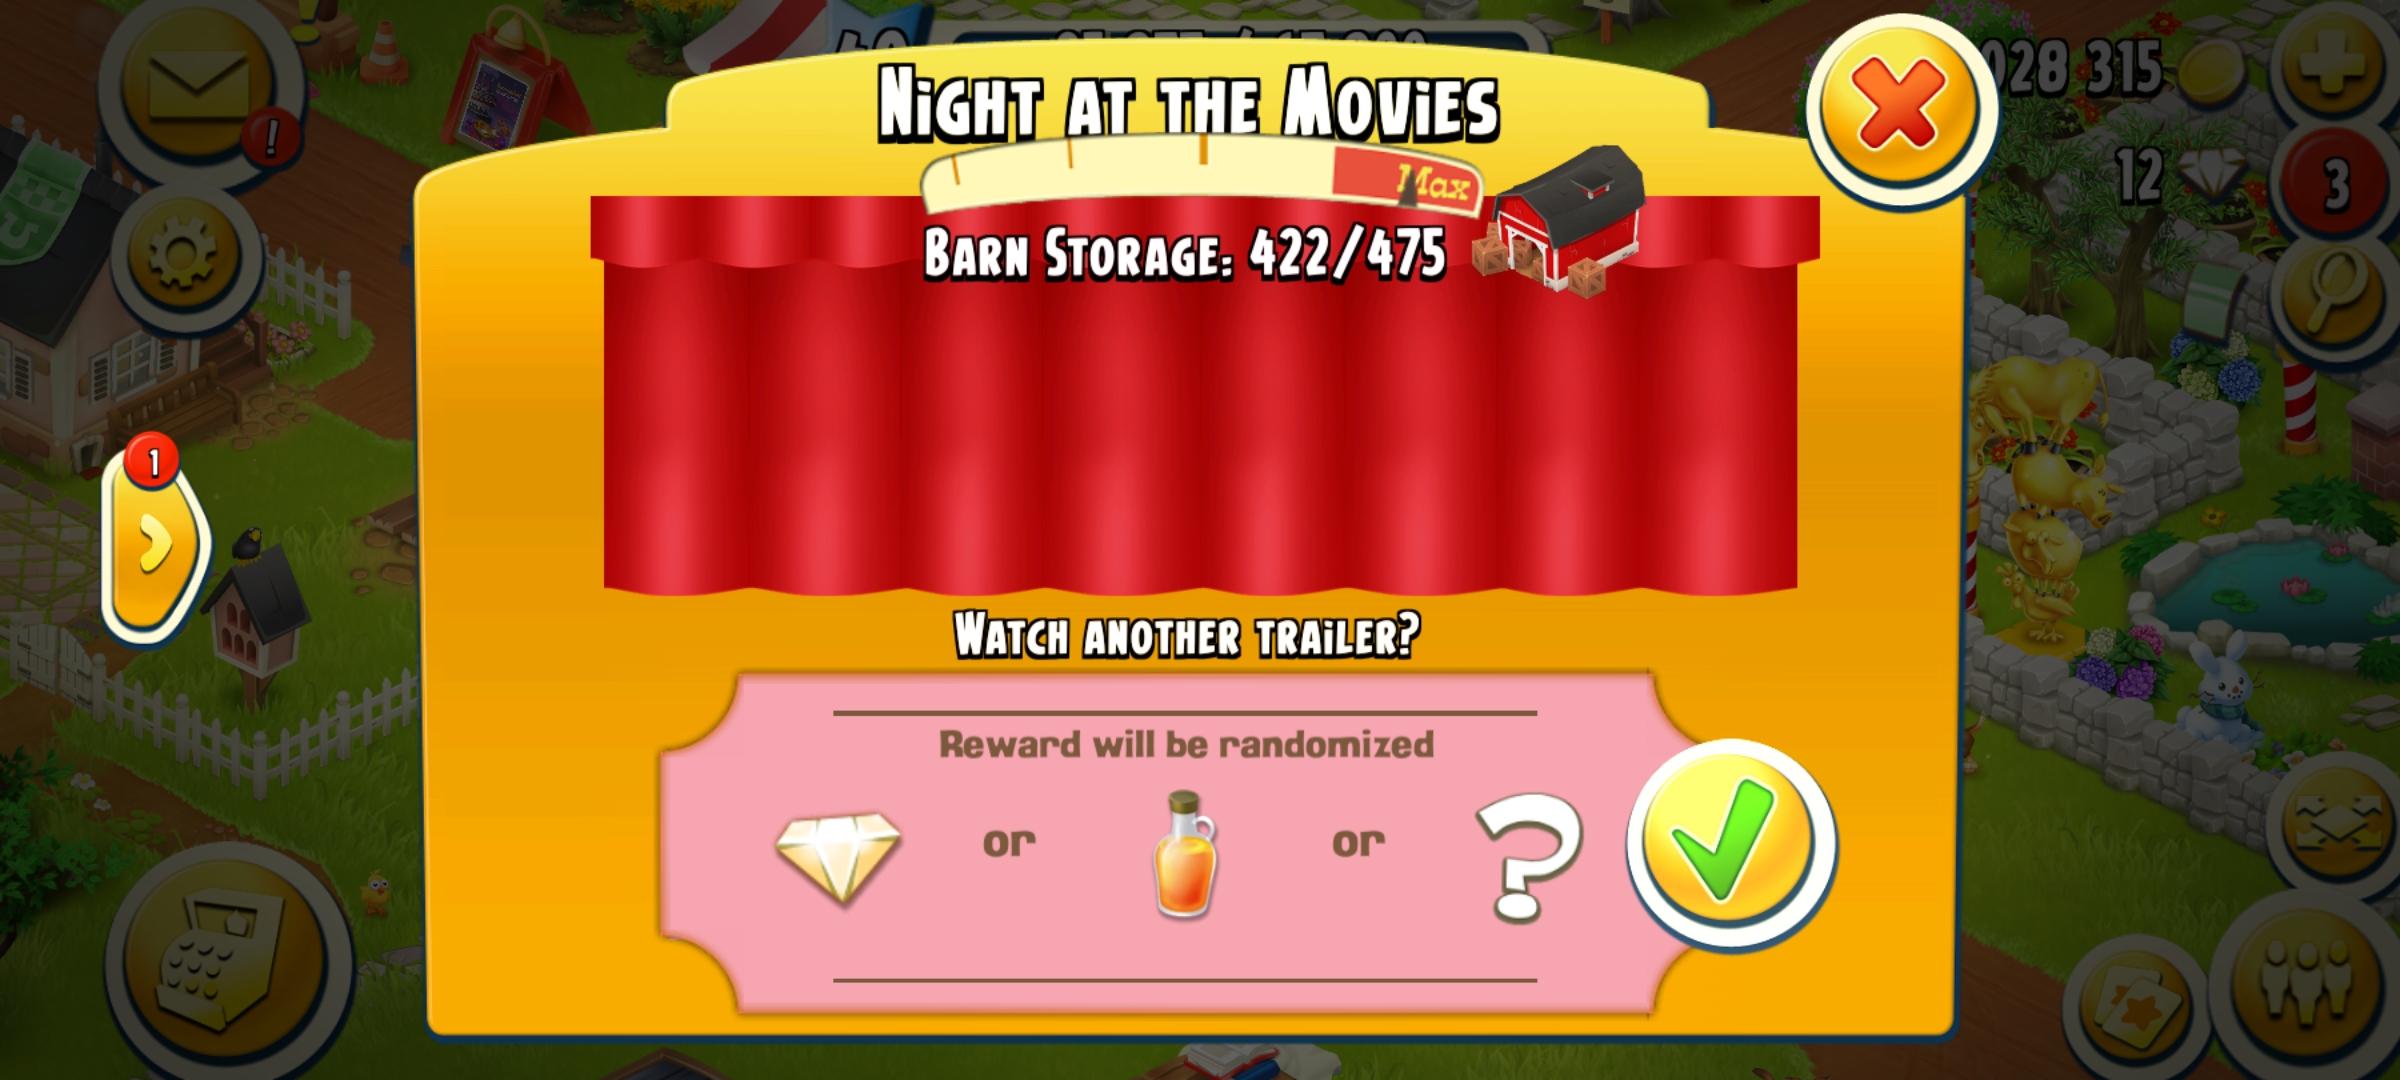 NIGHT AT THE MOVIES
028 315
Max
12
3
BARN STORAGE: 422/475
1
WATCH ANOTHER TRAILER?
Reward will be randomized
or
or